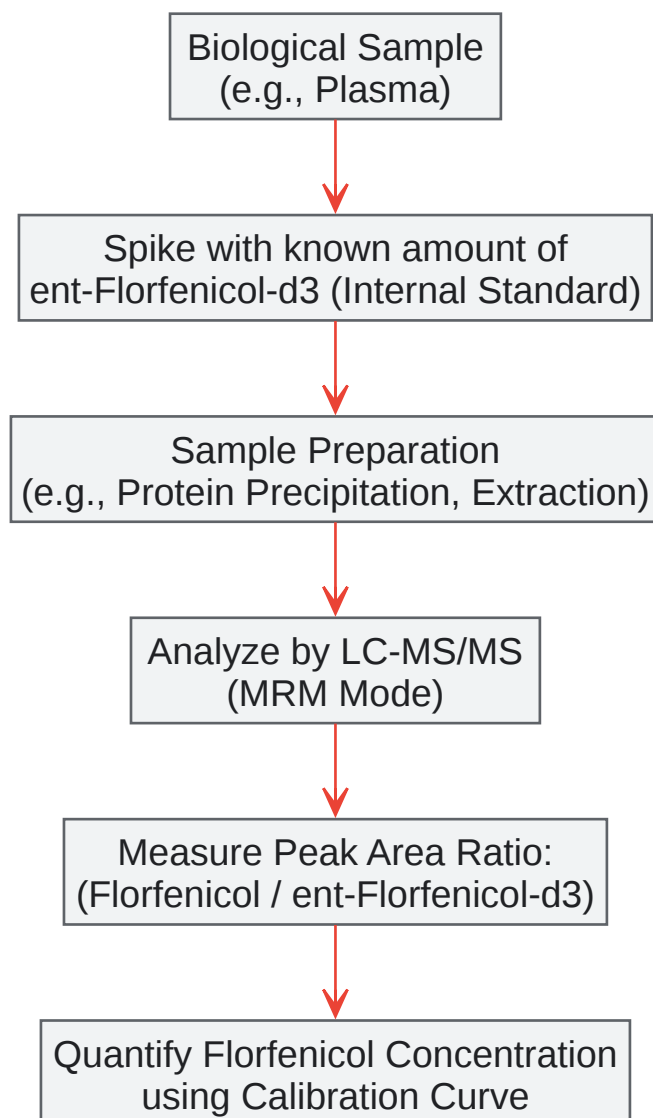 Biological Sample
(e.g., Plasma)
Spike with known amount of
ent-Florfenicol-d3 (Internal Standard)
Sample Preparation
(e.g., Protein Precipitation, Extraction)
Analyze by LC-MS/MS
(MRM Mode)
Measure Peak Area Ratio:
(Florfenicol / ent-Florfenicol-d3)
Quantify Florfenicol Concentration
using Calibration Curve